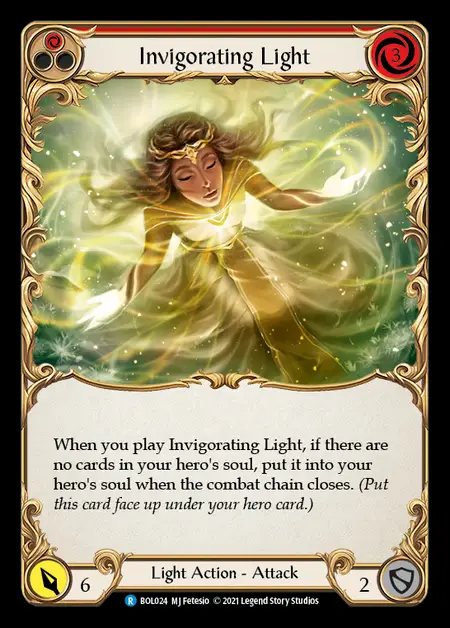 Invigorating Light
3
When you play Invigorating Light, if there are
no cards in your hero's soul, put it into your
hero's soul when the combat chain closes. (Put
this card face up under your hero card.)
6
Light Action - Attack
2
R BOL024 MJ Fetesio © 2021 Legend Story Studios